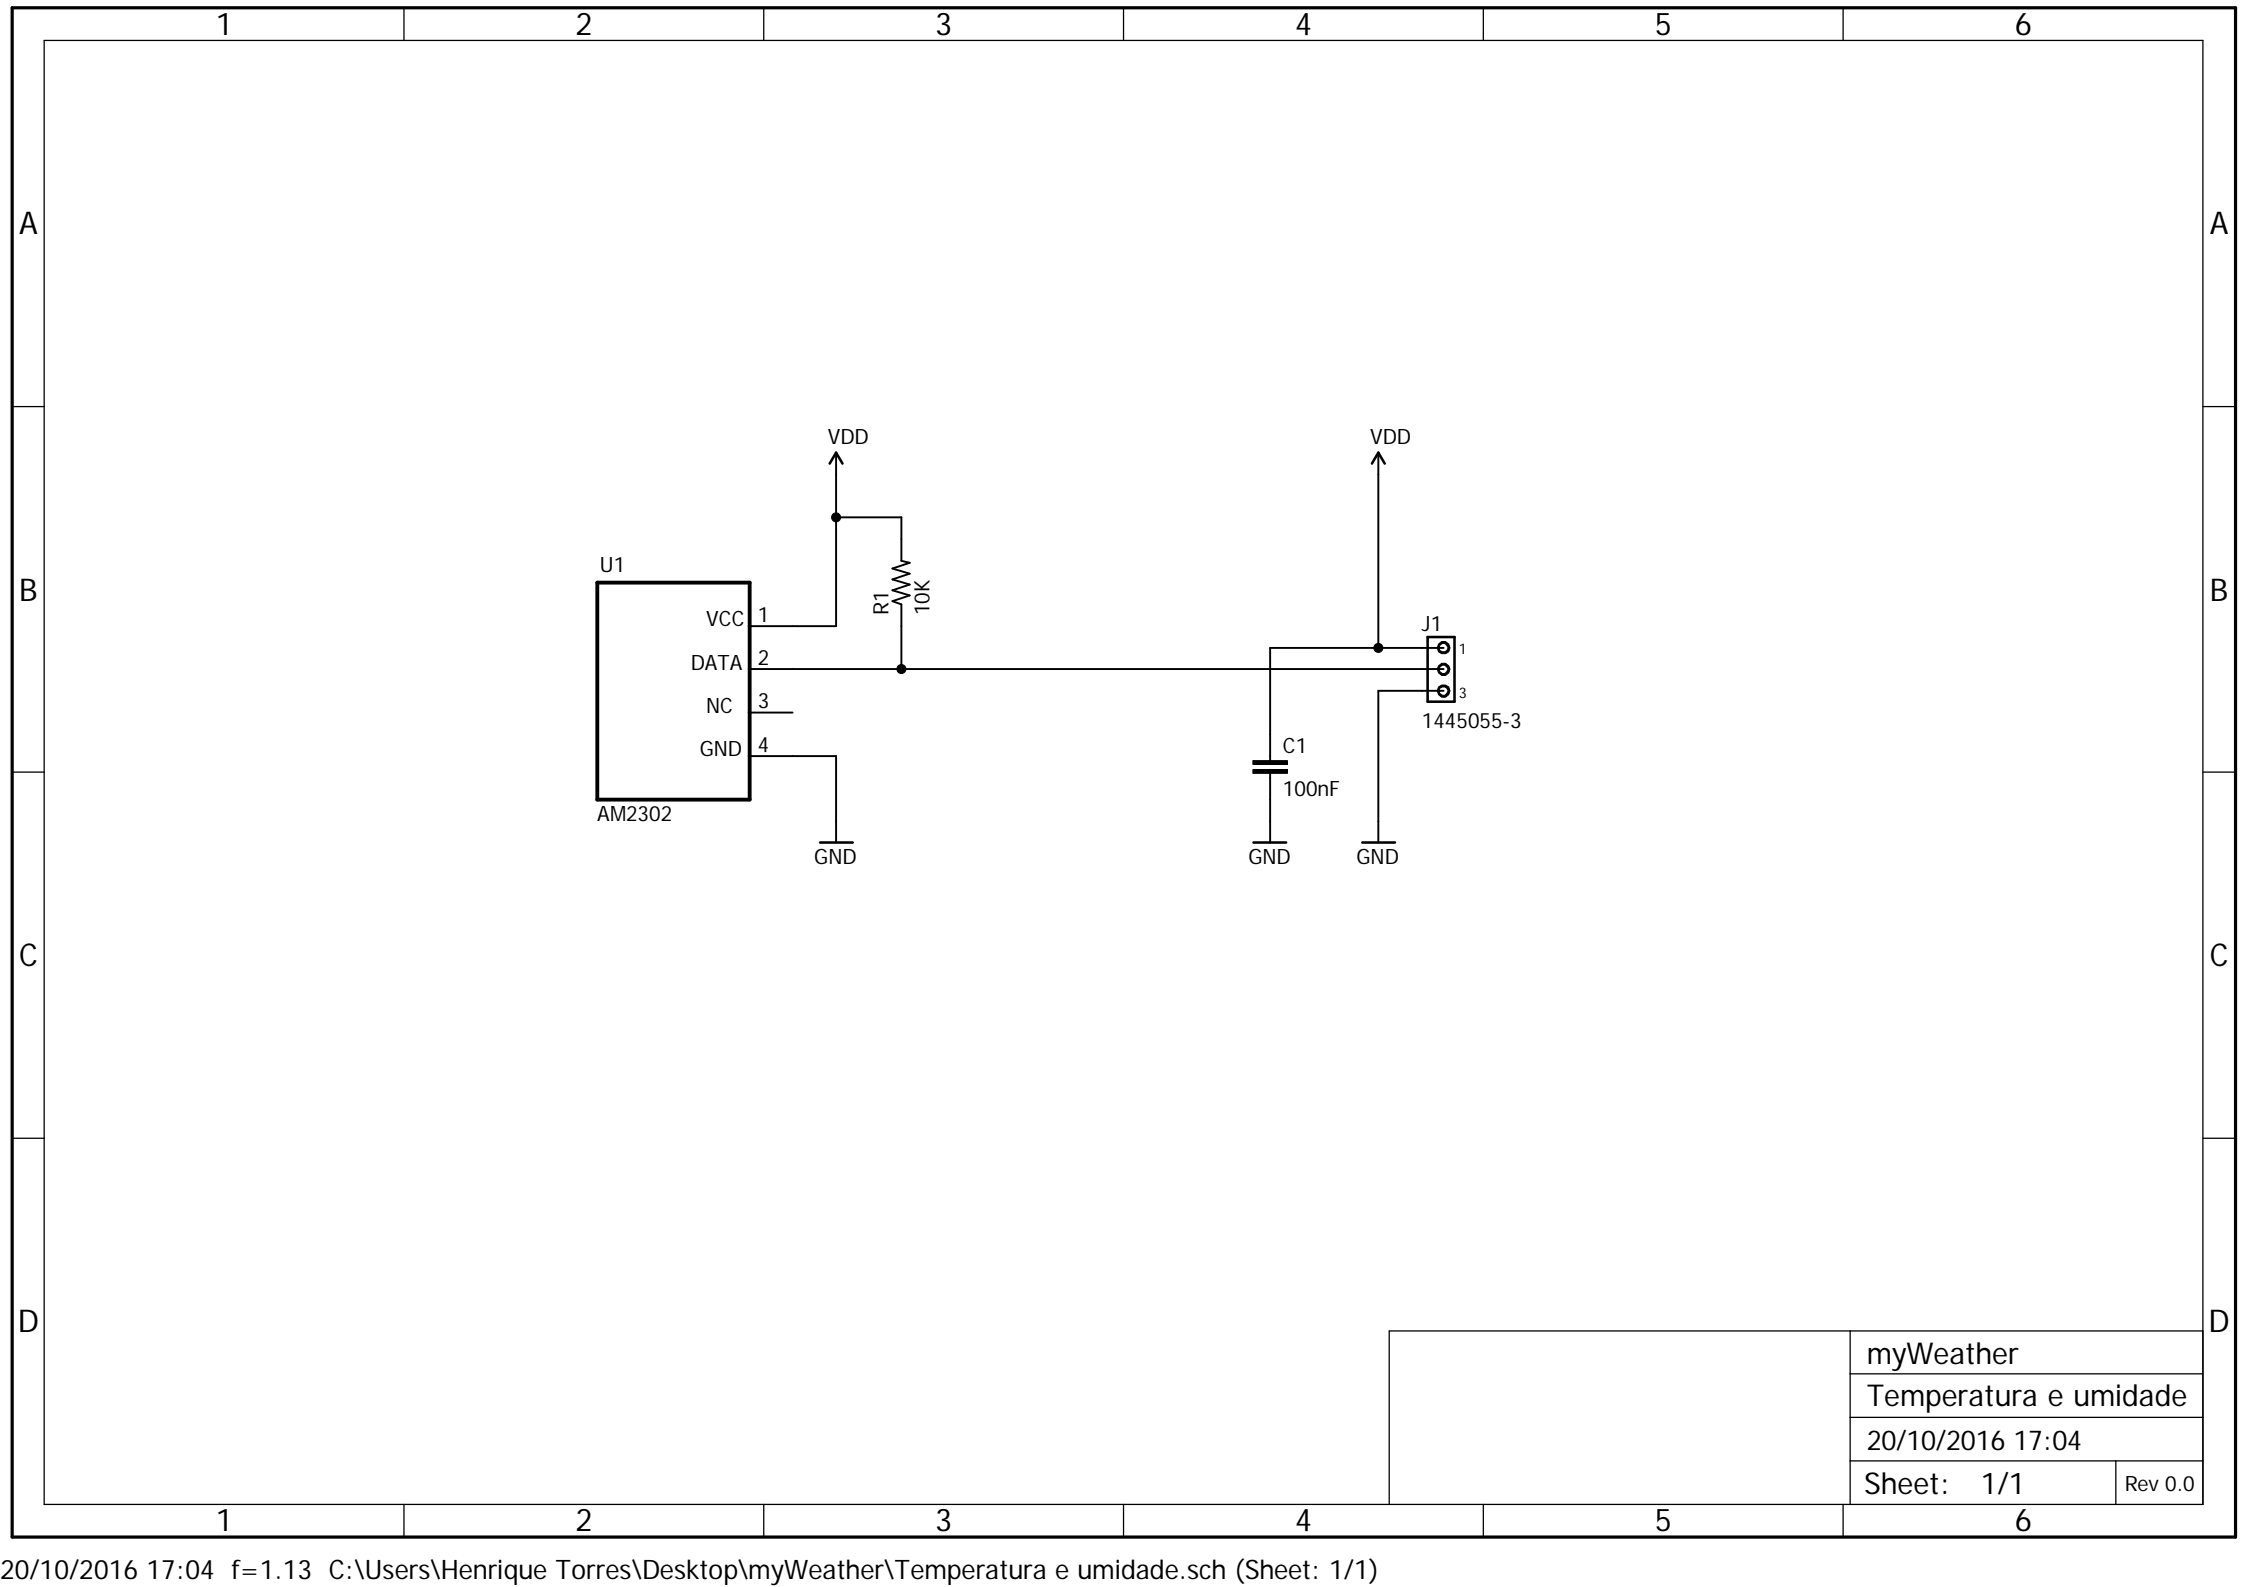 1 2 3 4 5 6
A A
VDD VDD
U1
B B
R1 10K
VCC 1
J1
DATA 2
1
NC 3
3
1445055-3
GND 4
C1
100nF
AM2302
GND GND GND
C C
D D
myWeather
Temperatura e umidade
20/10/2016 17:04
Sheet: 1/1 Rev 0.0
1 2 3 4 5 6
20/10/2016 17:04 f=1.13 C:\Users\Henrique Torres\Desktop\myWeather\Temperatura e umidade.sch (Sheet: 1/1)